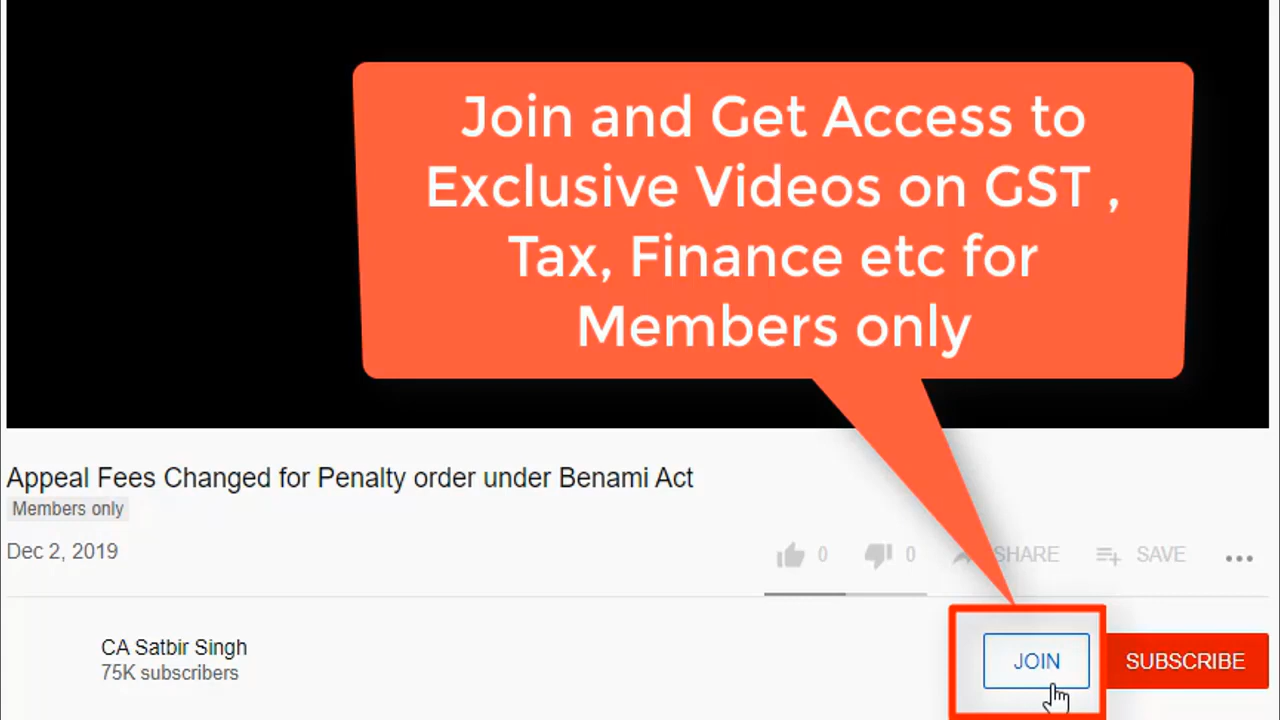 Join and Get Access to
Exclusive Videos on GST ,
Tax, Finance etc for
Members only
Appeal Fees Changed for Penalty order under Benami Act
Members only
Dec 2, 2019
0 0 SHARE SAVE
CA Satbir Singh
75K subscribers
JOIN SUBSCRIBE